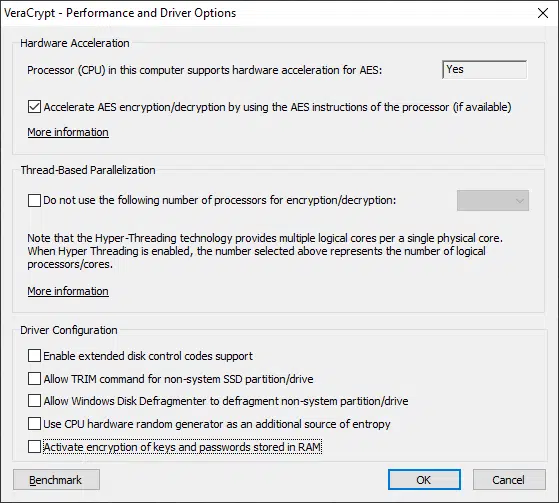 VeraCrypt - Performance and Driver Options
Hardware Acceleration
Processor (CPU) in this computer supports hardware acceleration for AES:
Yes
Accelerate AES encryption/decryption by using the AES instructions of the processor (if available)
More information
Thread-Based Parallelization
Do not use the following number of processors for encryption/decryption:
Note that the Hyper-Threading technology provides multiple logical cores per a single physical core.
When Hyper Threading is enabled, the number selected above represents the number of logical
processors/cores.
More information
Driver Configuration
Enable extended disk control codes support
Allow TRIM command for non-system SSD partition/drive
Allow Windows Disk Defragmenter to defragment non-system partition/drive
Use CPU hardware random generator as an additional source of entropy
Activate encryption of keys and passwords stored in RAM
Benchmark
OK
Cancel